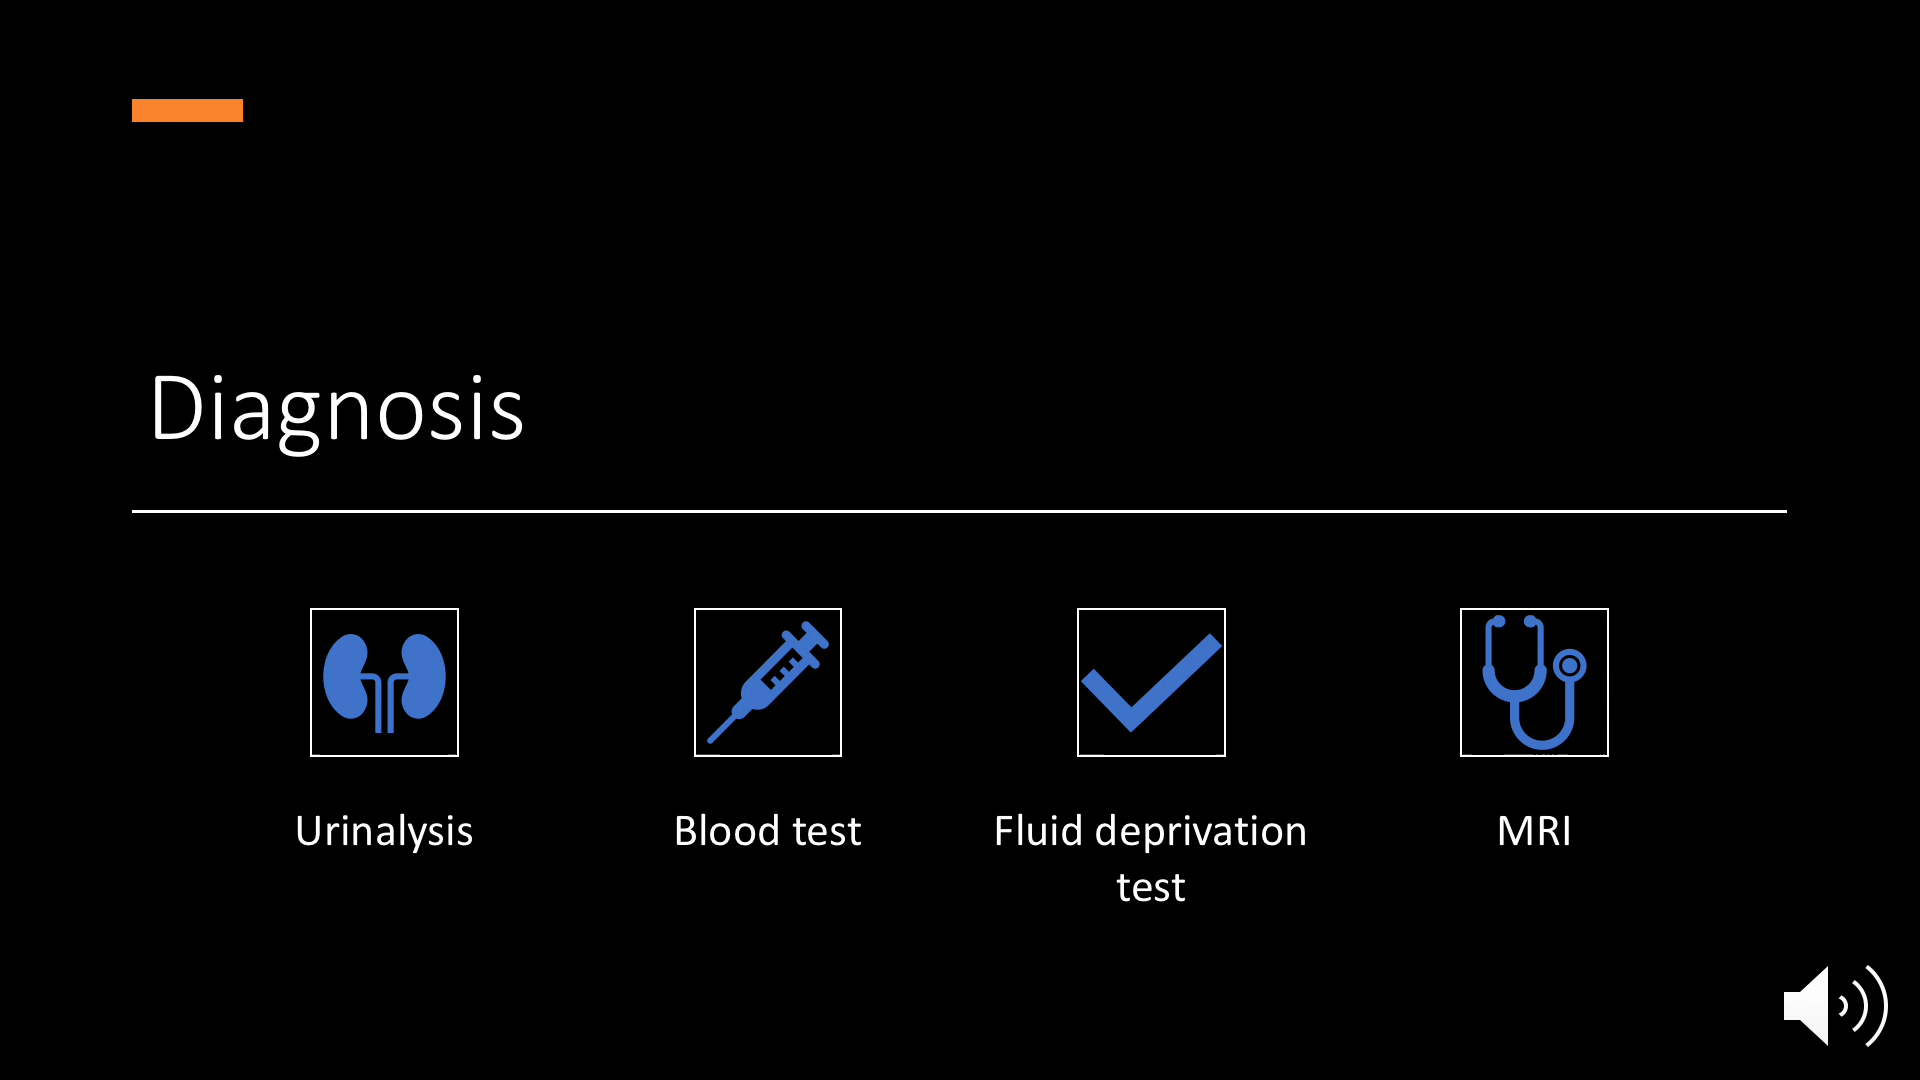 Diagnosis
Urinalysis
Blood test
Fluid deprivation
test
MRI